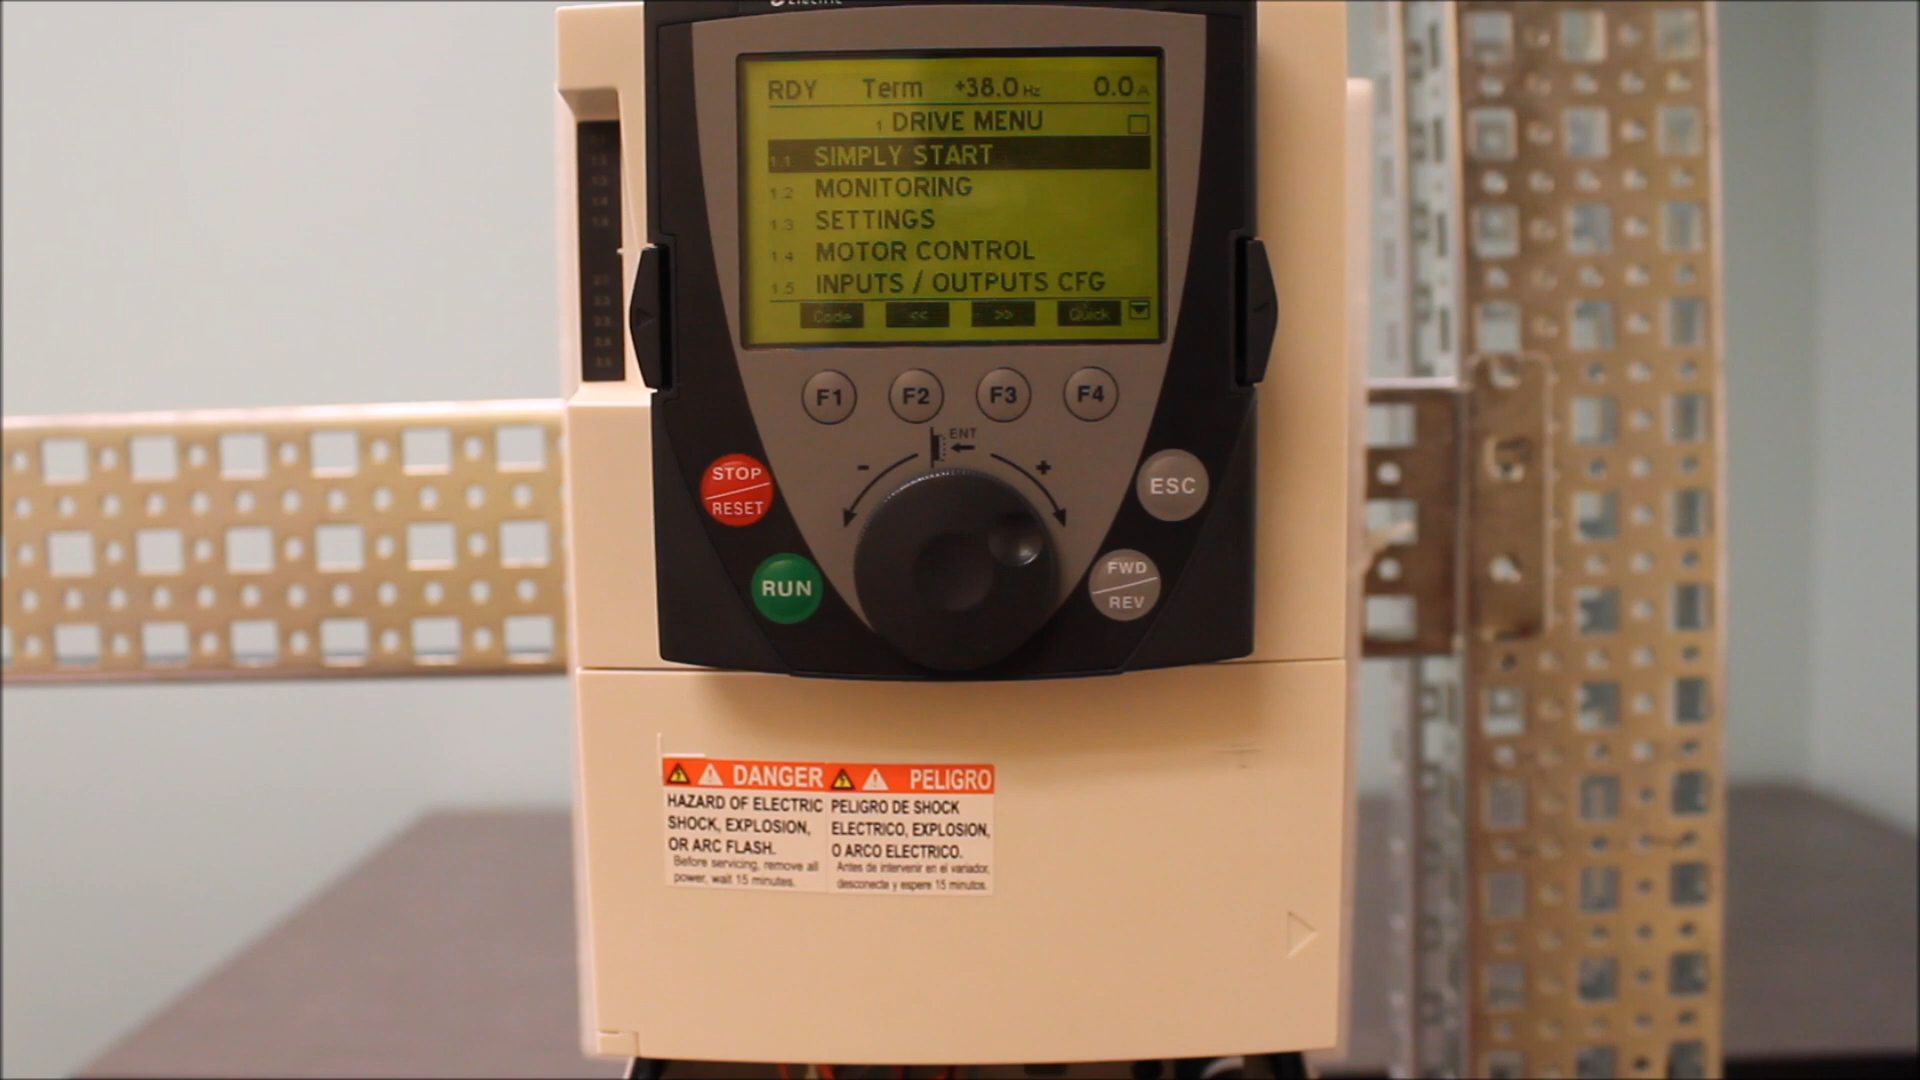 Electric
RDY Term +38.0 Hz 0.0 A
1 DRIVE MENU
1.1 SIMPLY START
1.2 MONITORING
1.3 SETTINGS
1.4 MOTOR CONTROL
1.5 INPUTS / OUTPUTS CFG
Code << >> Quick
F1 F2 F3 F4
ENT
- +
STOP
RESET
ESC
RUN
FWD
REV
DANGER
HAZARD OF ELECTRIC
SHOCK, EXPLOSION,
OR ARC FLASH.
Before servicing, remove all
power, wait 15 minutes.
PELIGRO
PELIGRO DE SHOCK
ELECTRICO, EXPLOSION,
O ARCO ELECTRICO.
Antes de intervenir en el variador,
desconecte y espere 15 minutos.